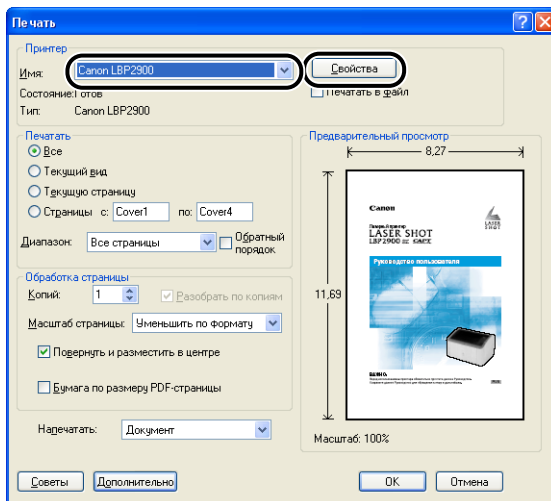 Печать
Принтер
Имя: Canon LBP2900 Свойства
Состояние: Готов Печатать в файл
Тип: Canon LBP2900
Печатать
Все
Текущий вид
Текущую страницу
Страницы с: Cover1 по: Cover4
Диапазон: Все страницы Обратный порядок
Обработка страницы
Копий: 1 Разобрать по копиям
Масштаб страницы: Уменьшить по формату
Повернуть и разместить в центре
Бумага по размеру PDF-страницы
Напечатать: Документ
Предварительный просмотр
8,27
11,69
Canon
LASER SHOT
LBP2900
Руководство пользователя
Масштаб: 100%
Советы Дополнительно OK Отмена